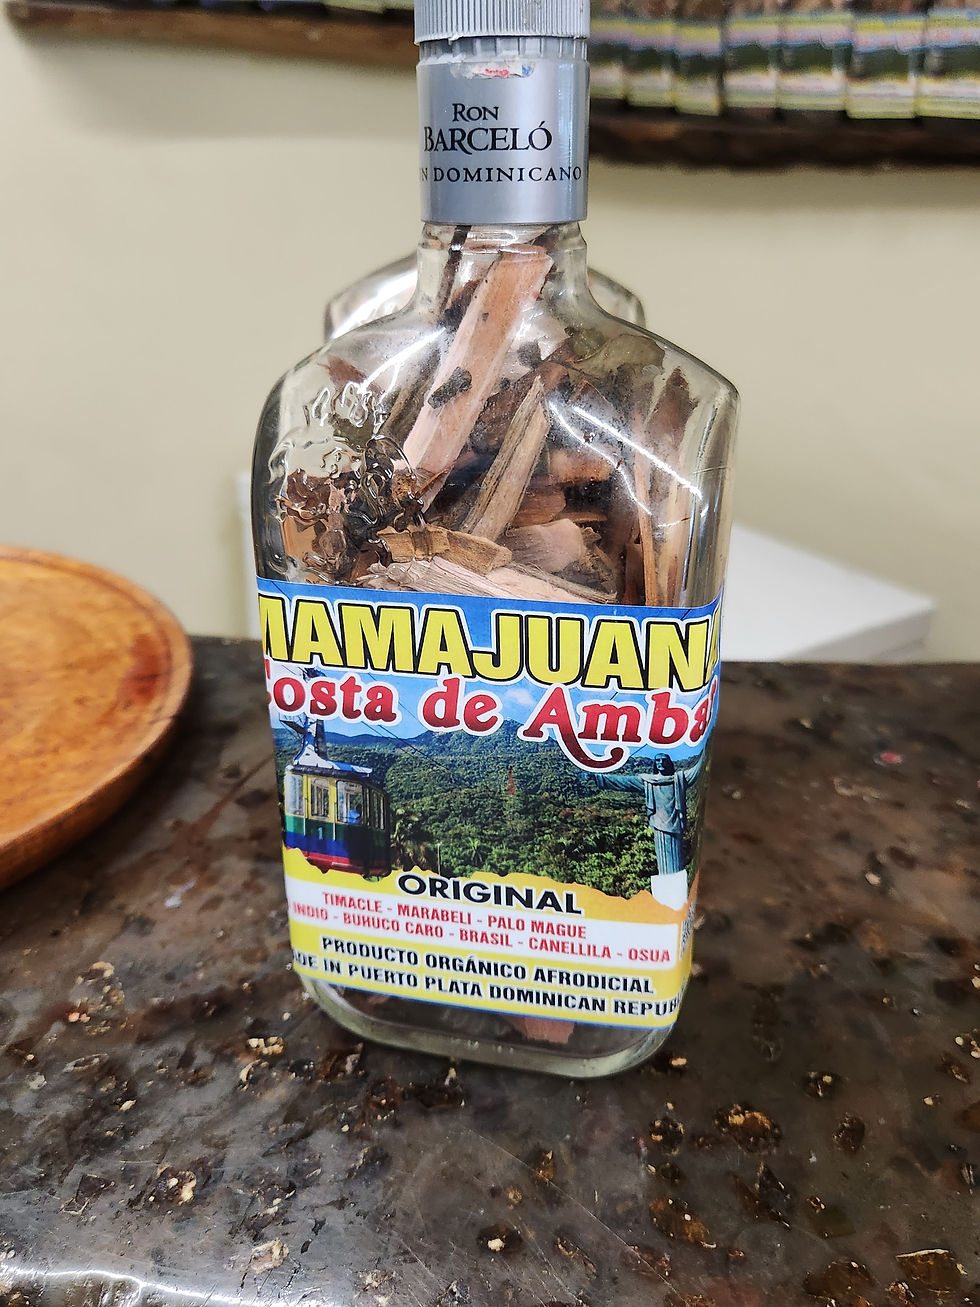 RON
BARCELÓ
DOMINICANO
MAMAJUANA
Costa de Amba
ORIGINAL
TIMACLE - MARABELI - PALO MAGUE
INDIO - BUHUCO CARO - BRASIL - CANELLILA - OSUA
PRODUCTO ORGÁNICO AFRODICIAL
IN PUERTO PLATA DOMINICAN REPUB